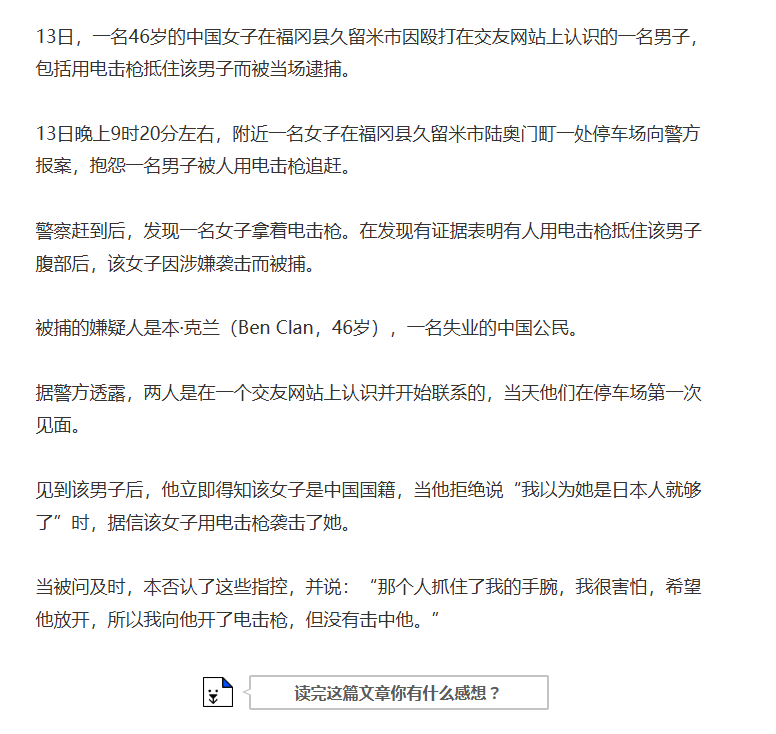 13日，一名46岁的中国女子在福冈县久留米市因殴打在交友网站上认识的一名男子，
包括用电击枪抵住该男子而被当场逮捕。
13日晚上9时20分左右，附近一名女子在福冈县久留米市陆奥门町一处停车场向警方
报案，抱怨一名男子被人用电击枪追赶。
警察赶到后，发现一名女子拿着电击枪。在发现有证据表明有人用电击枪抵住该男子
腹部后，该女子因涉嫌袭击而被捕。
被捕的嫌疑人是本·克兰（Ben Clan，46岁），一名失业的中国公民。
据警方透露，两人是在一个交友网站上认识并开始联系的，当天他们在停车场第一次
见面。
见到该男子后，他立即得知该女子是中国国籍，当他拒绝说“我以为她是日本人就够
了”时，据信该女子用电击枪袭击了她。
当被问及时，本否认了这些指控，并说：“那个人抓住了我的手腕，我很害怕，希望
他放开，所以我向他开了电击枪，但没有击中他。”
读完这篇文章你有什么感想？